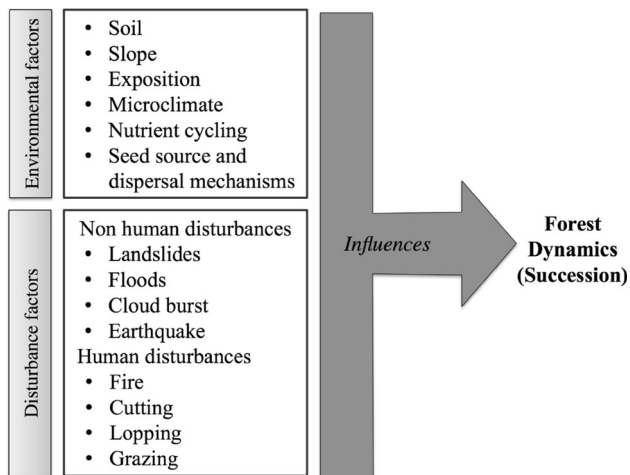 Environmental factors
• Soil
• Slope
• Exposition
• Microclimate
• Nutrient cycling
• Seed source and
dispersal mechanisms
Disturbance factors
Non human disturbances
• Landslides
• Floods
• Cloud burst
• Earthquake
Human disturbances
• Fire
• Cutting
• Lopping
• Grazing
Influences
Forest
Dynamics
(Succession)